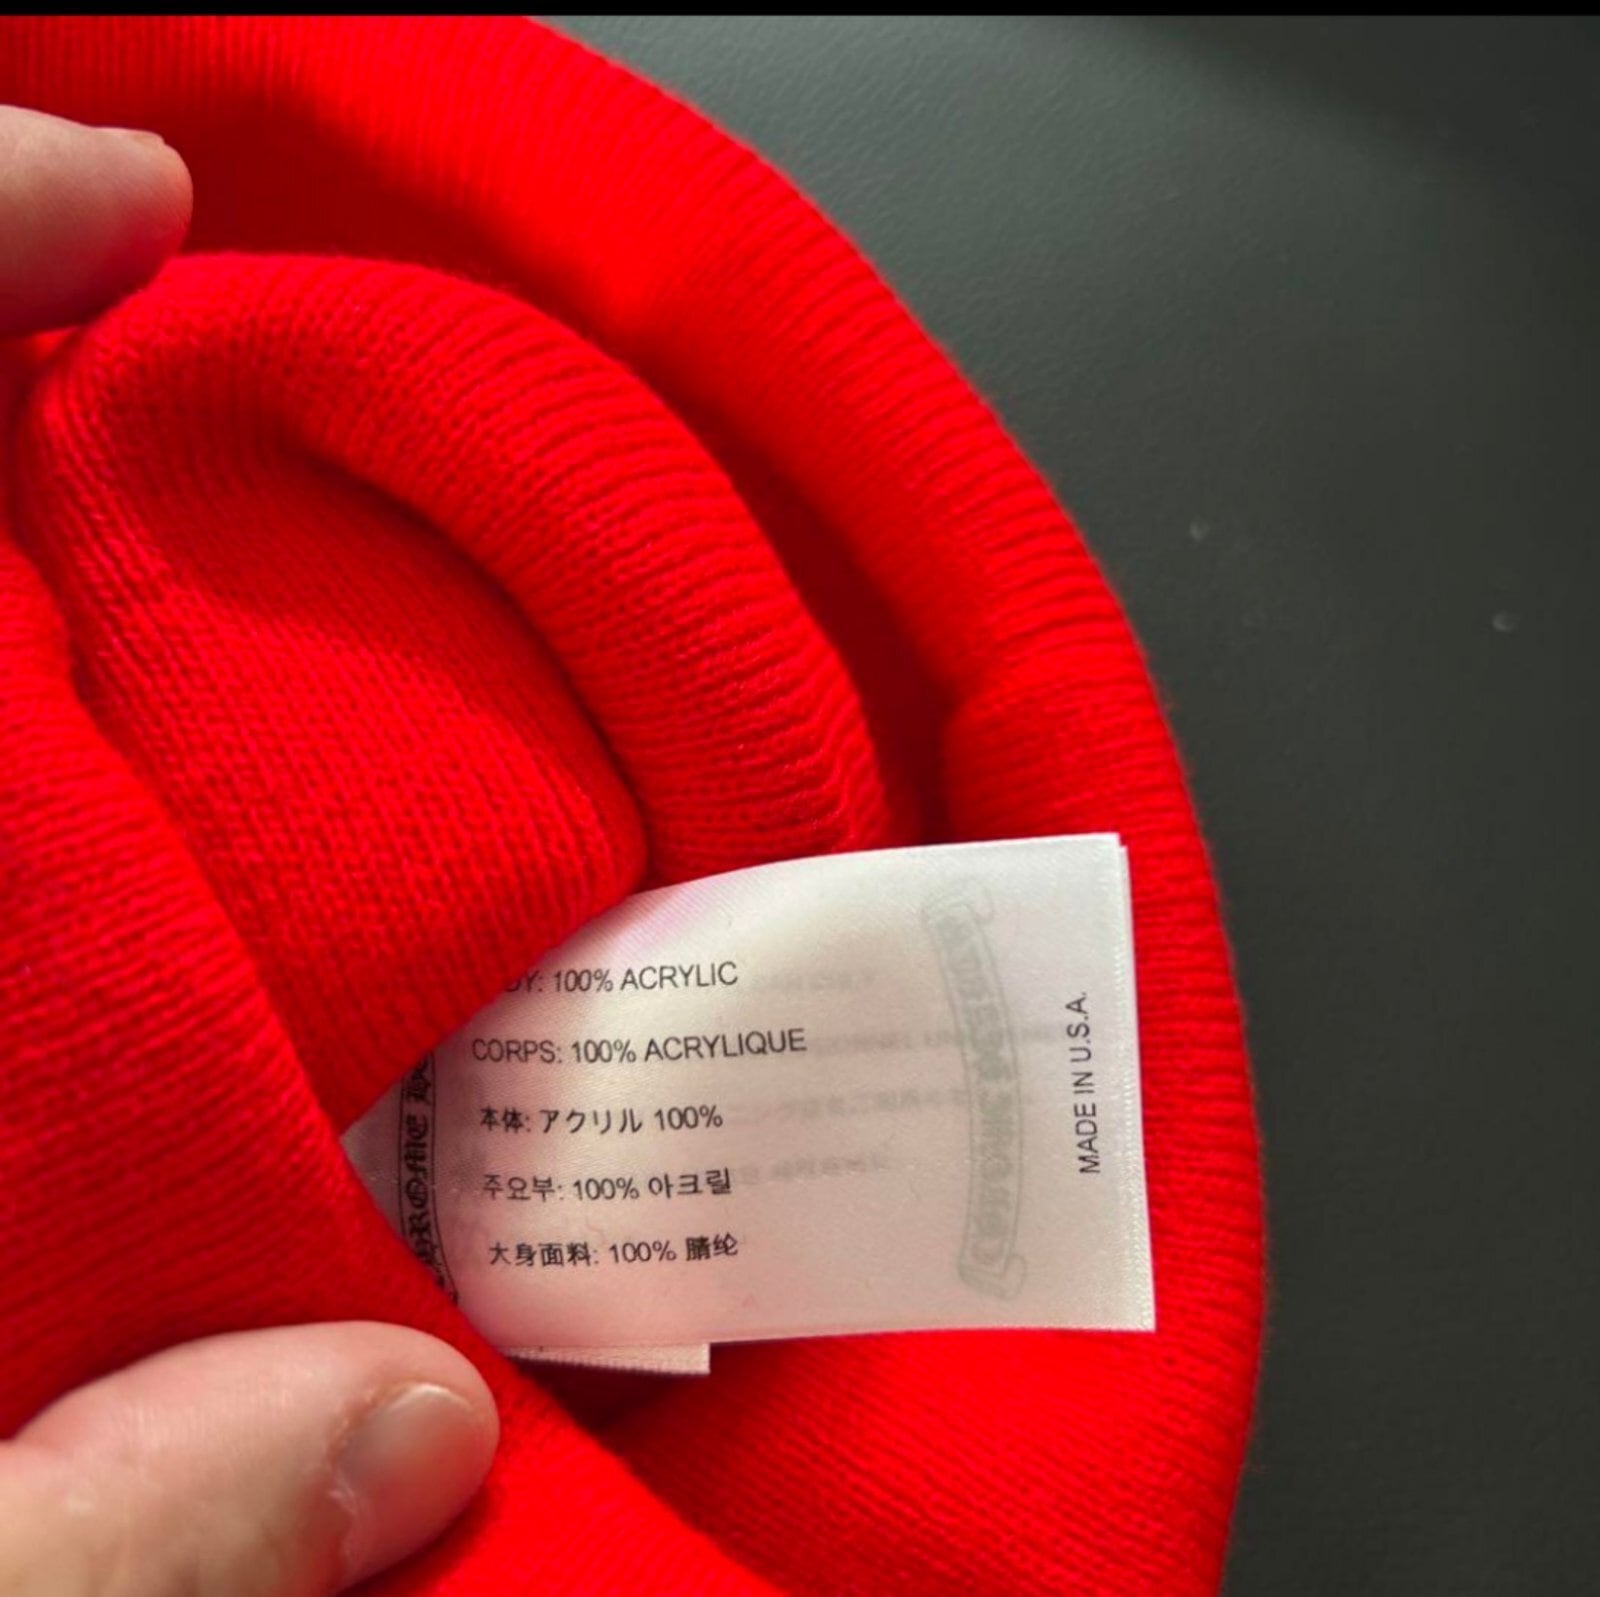 DY: 100% ACRYLIC
CORPS: 100% ACRYLIQUE
本体: アクリル 100%
주요부: 100% 아크릴
大身面料: 100% 腈纶
MADE IN U.S.A.